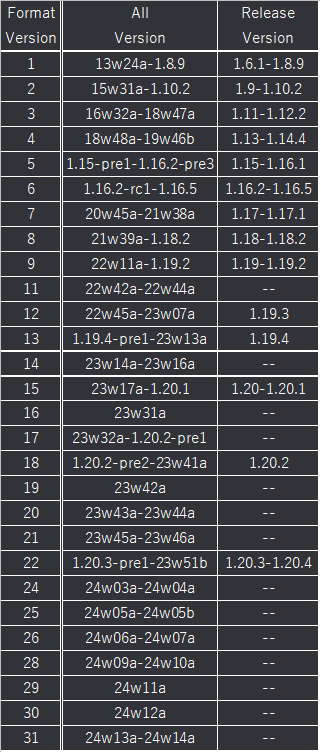 Format All Release
Version Version Version
1 13w24a-1.8.9 1.6.1-1.8.9
2 15w31a-1.10.2 1.9-1.10.2
3 16w32a-18w47a 1.11-1.12.2
4 18w48a-19w46b 1.13-1.14.4
5 1.15-pre1-1.16.2-pre3 1.15-1.16.1
6 1.16.2-rc1-1.16.5 1.16.2-1.16.5
7 20w45a-21w38a 1.17-1.17.1
8 21w39a-1.18.2 1.18-1.18.2
9 22w11a-1.19.2 1.19-1.19.2
11 22w42a-22w44a --
12 22w45a-23w07a 1.19.3
13 1.19.4-pre1-23w13a 1.19.4
14 23w14a-23w16a --
15 23w17a-1.20.1 1.20-1.20.1
16 23w31a --
17 23w32a-1.20.2-pre1 --
18 1.20.2-pre2-23w41a 1.20.2
19 23w42a --
20 23w43a-23w44a --
21 23w45a-23w46a --
22 1.20.3-pre1-23w51b 1.20.3-1.20.4
24 24w03a-24w04a --
25 24w05a-24w05b --
26 24w06a-24w07a --
28 24w09a-24w10a --
29 24w11a --
30 24w12a --
31 24w13a-24w14a --